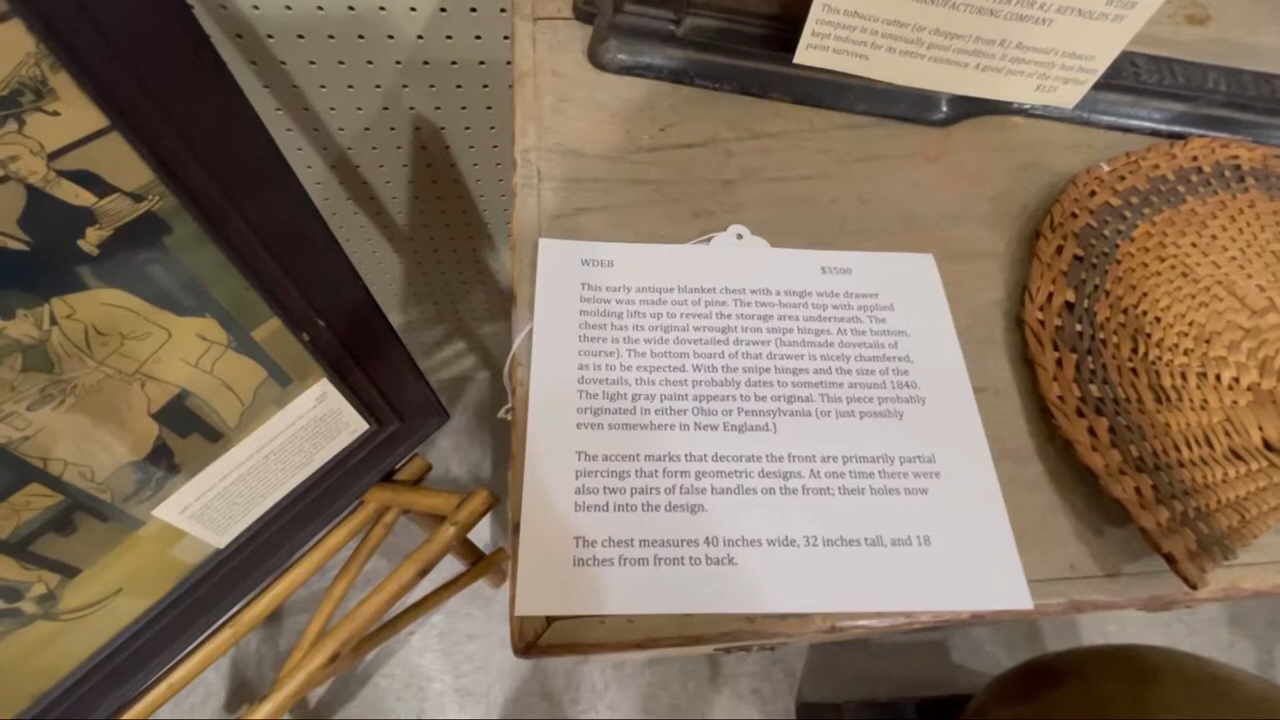 WDEB
TER FOR R.J. REYNOLDS BY
MANUFACTURING COMPANY
This tobacco cutter (or chopper) from R.J. Reynold's tobacco
company is in unusually good condition. It apparently has been
kept indoors for its entire existence. A good part of the original
paint survives.
WDEB $3500
This early antique blanket chest with a single wide drawer
below was made out of pine. The two-board top with applied
molding lifts up to reveal the storage area underneath. The
chest has its original wrought iron snipe hinges. At the bottom,
there is the wide dovetailed drawer (handmade dovetails of
course). The bottom board of that drawer is nicely chamfered,
as is to be expected. With the snipe hinges and the size of the
dovetails, this chest probably dates to sometime around 1840.
The light gray paint appears to be original. This piece probably
originated in either Ohio or Pennsylvania (or just possibly
even somewhere in New England.)
The accent marks that decorate the front are primarily partial
piercings that form geometric designs. At one time there were
also two pairs of false handles on the front; their holes now
blend into the design.
The chest measures 40 inches wide, 32 inches tall, and 18
inches from front to back.